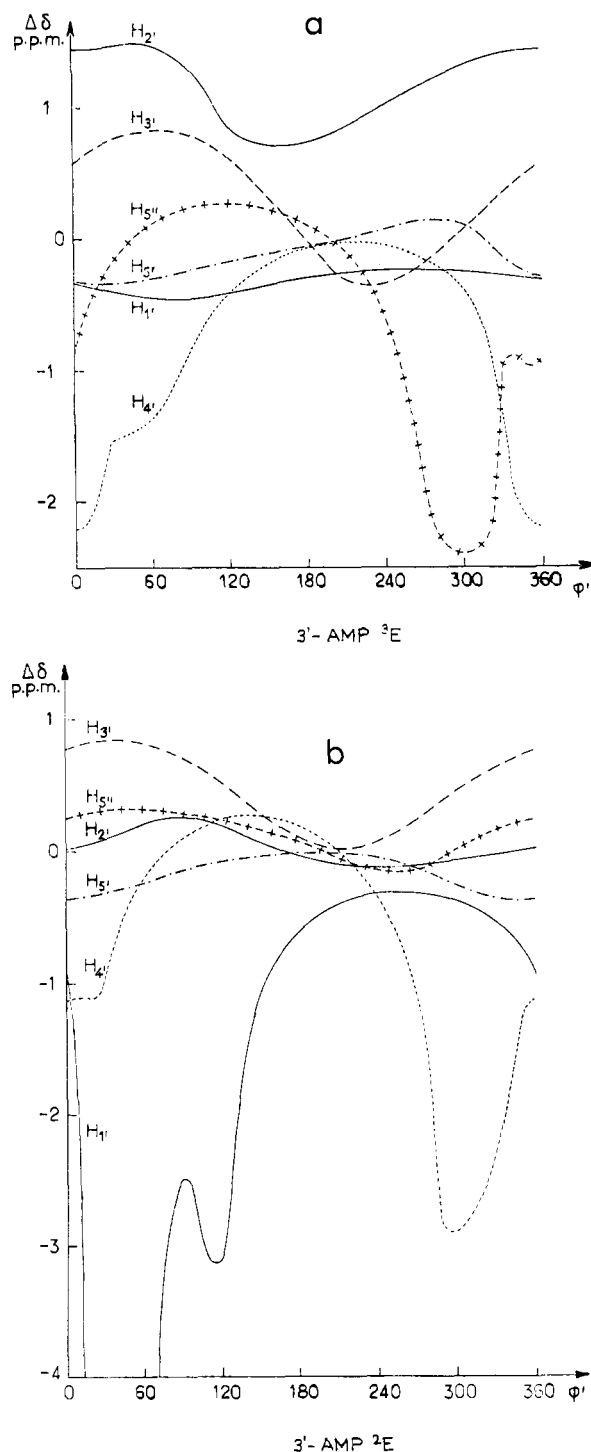 a
Δδ
p.p.m.
H₂'
1
H₃'
H₅''
0
H₅'
H₁'
-1
H₄'
-2
0 60 120 180 240 300 360 φ'
3'- AMP ³E
Δδ
p.p.m.
1
H₃'
b
H₅''
H₂'
0
H₅'
H₄'
-1
-2
H₁'
-3
-4
0 60 120 180 240 300 360 φ'
3'- AMP ²E